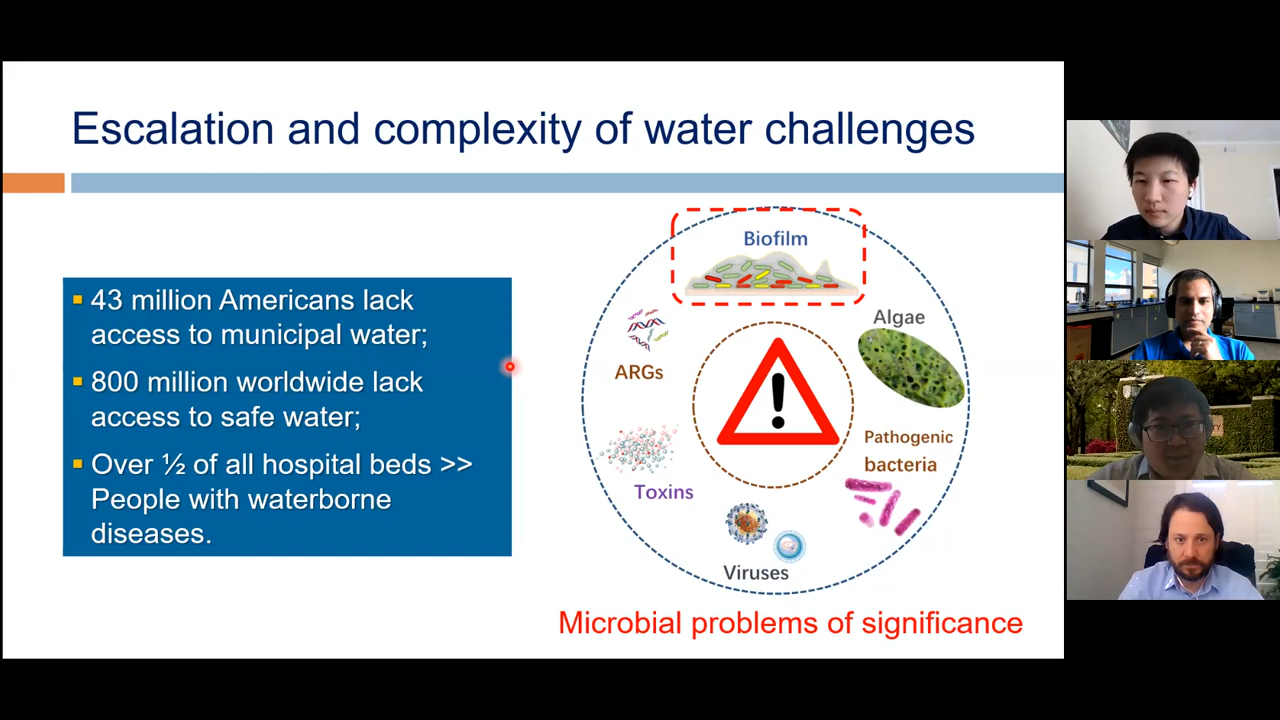 Escalation and complexity of water challenges
43 million Americans lack
access to municipal water;
800 million worldwide lack
access to safe water;
Over ½ of all hospital beds >>
People with waterborne
diseases.
Biofilm
Algae
ARGs
Pathogenic
bacteria
Toxins
Viruses
Microbial problems of significance